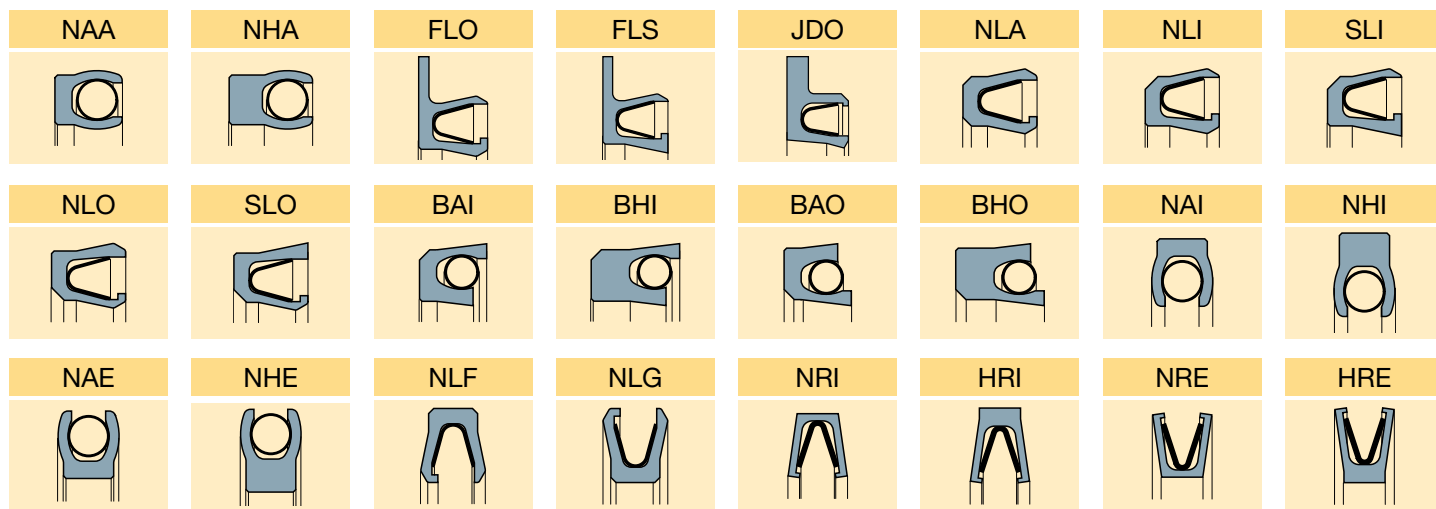 NAA NHA FLO FLS JDO NLA NLI SLI
NLO SLO BAI BHI BAO BHO NAI NHI
NAE NHE NLF NLG NRI HRI NRE HRE